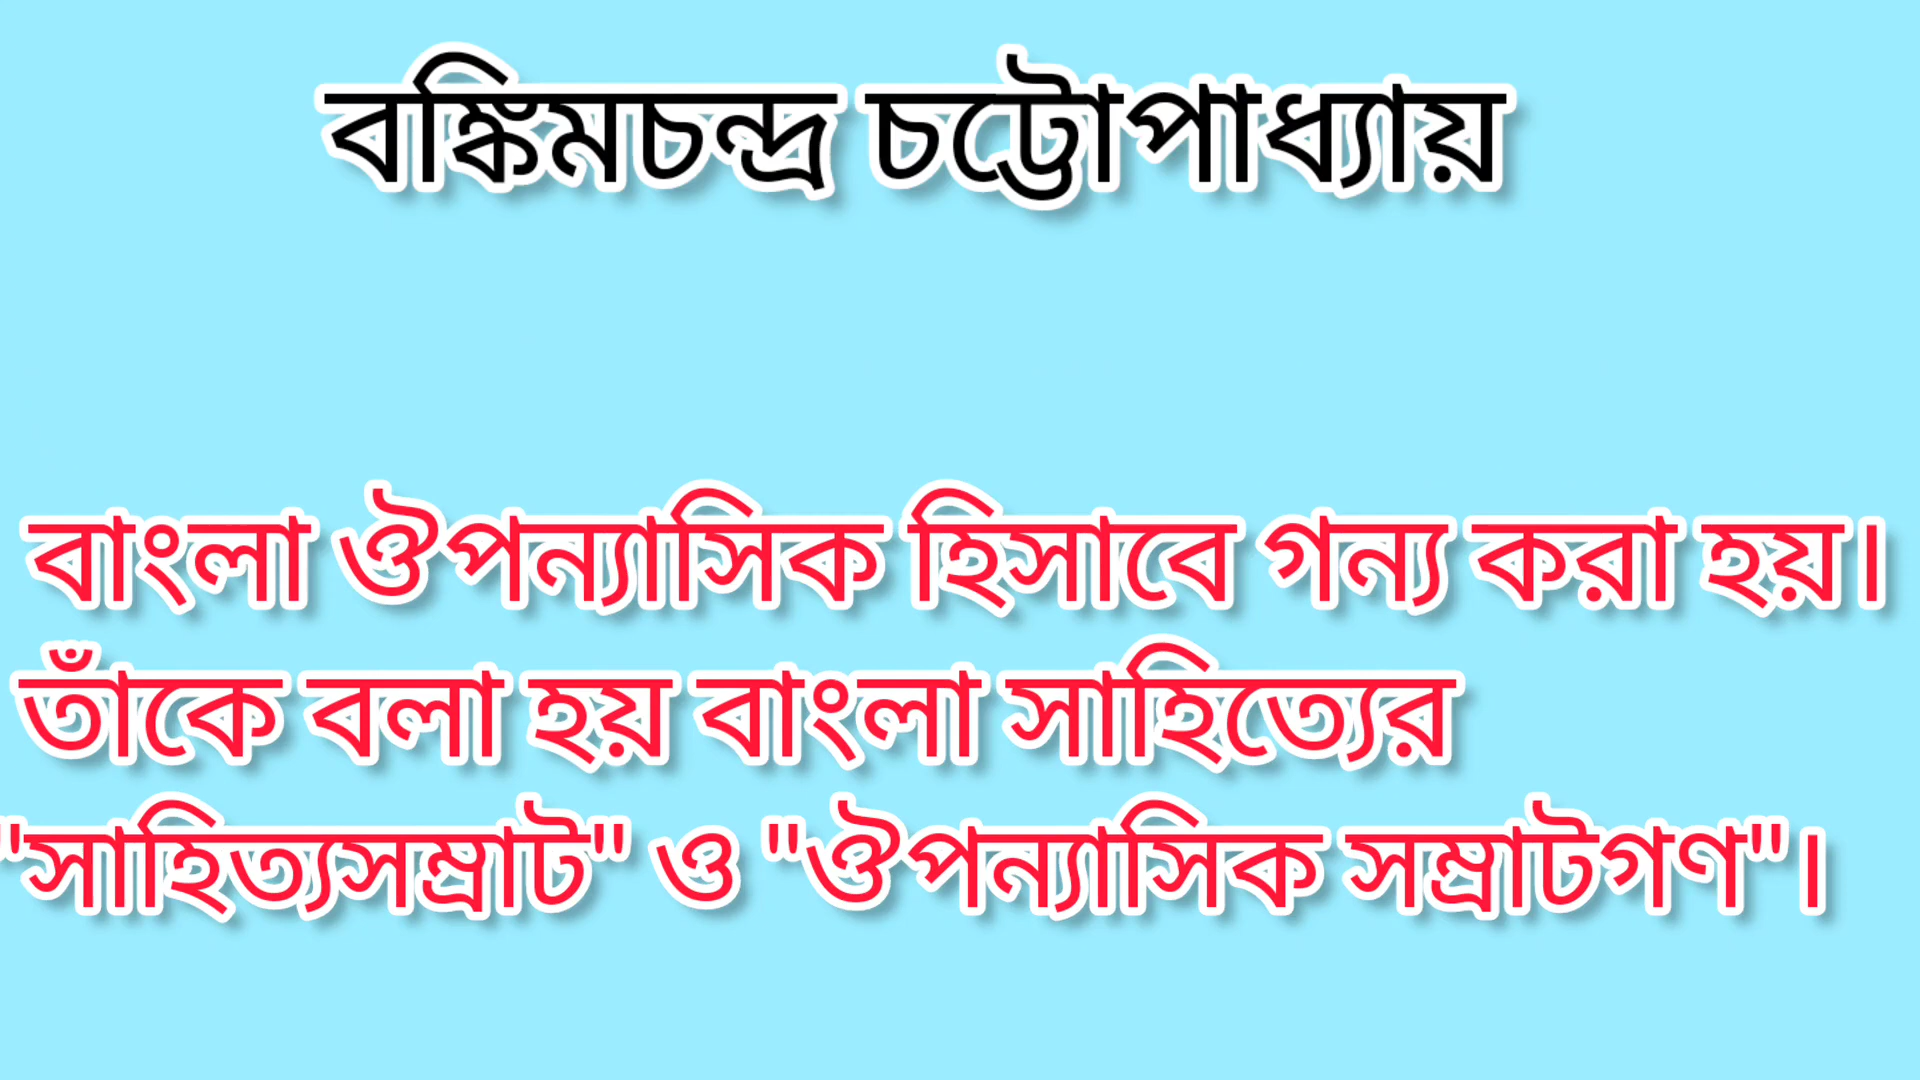 বঙ্কিমচন্দ্র চট্টোপাধ্যায়
বাংলা ঔপন্যাসিক হিসাবে গন্য করা হয়।
তাঁকে বলা হয় বাংলা সাহিত্যের
"সাহিত্যসম্রাট" ও "ঔপন্যাসিক সম্রাটগণ"।